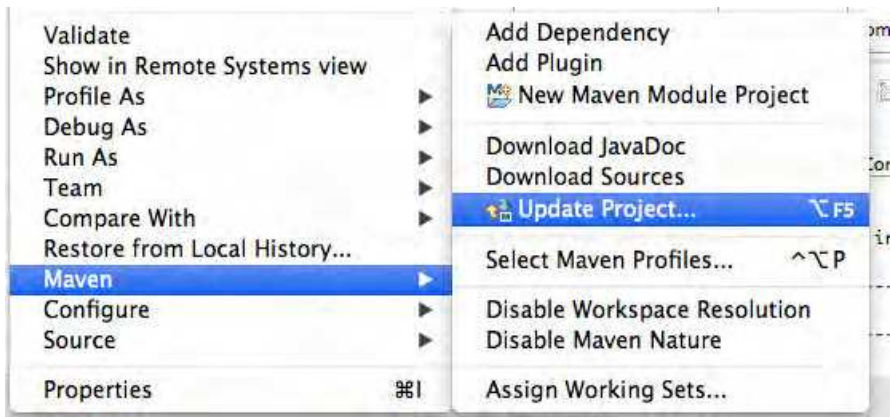 Validate
Show in Remote Systems view
Profile As
Debug As
Run As
Team
Compare With
Restore from Local History...
Maven
Configure
Source
Properties ⌘I
Add Dependency
Add Plugin
New Maven Module Project
Download JavaDoc
Download Sources
Update Project... ⌥F5
Select Maven Profiles... ^⌥P
Disable Workspace Resolution
Disable Maven Nature
Assign Working Sets...